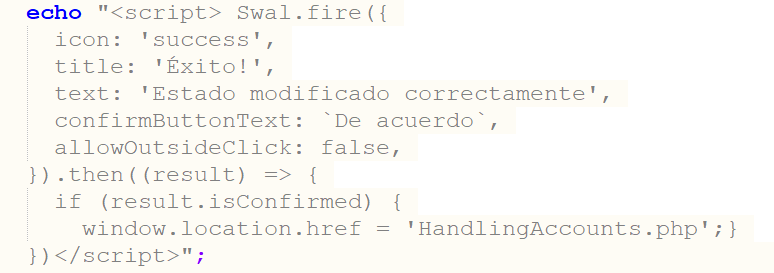 echo "<script> Swal.fire({
icon: 'success',
title: 'Éxito!',
text: 'Estado modificado correctamente',
confirmButtonText: `De acuerdo`,
allowOutsideClick: false,
}).then((result) => {
if (result.isConfirmed) {
window.location.href = 'HandlingAccounts.php';}
})</script>";